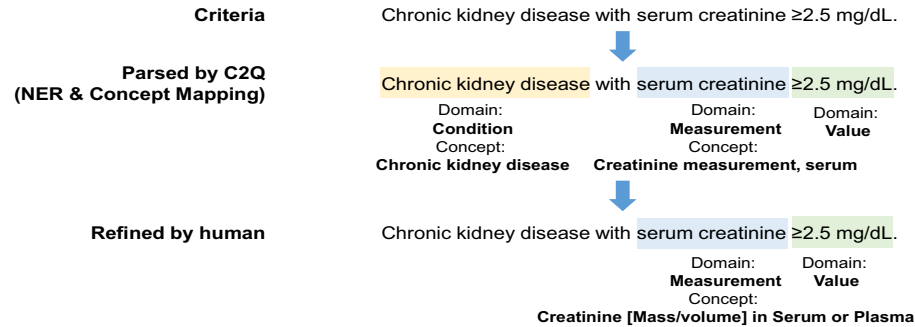 Criteria
Chronic kidney disease with serum creatinine ≥2.5 mg/dL.
Parsed by C2Q
(NER & Concept Mapping)
Chronic kidney disease with serum creatinine ≥2.5 mg/dL.
Domain:
Condition
Concept:
Chronic kidney disease
Domain:
Measurement
Concept:
Creatinine measurement, serum
Domain:
Value
Refined by human
Chronic kidney disease with serum creatinine ≥2.5 mg/dL.
Domain:
Measurement
Concept:
Creatinine [Mass/volume] in Serum or Plasma
Domain:
Value